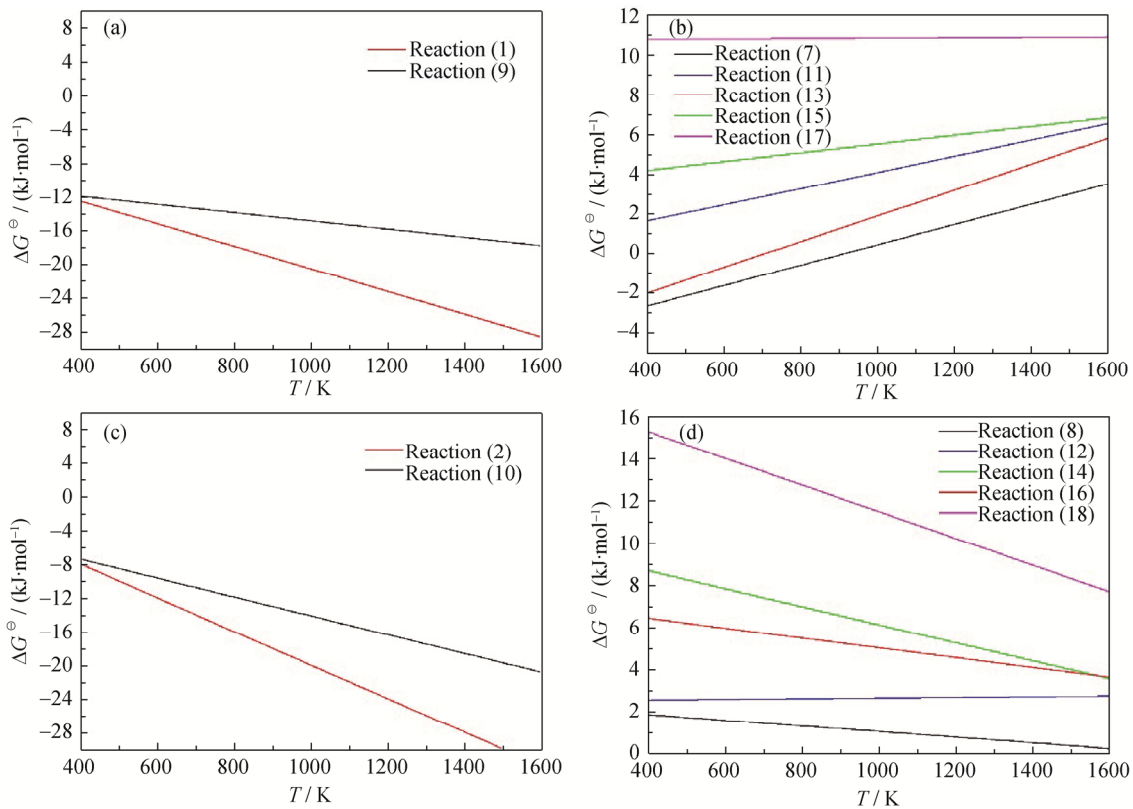 (a)
Reaction (1)
Reaction (9)
8
4
0
−4
−8
−12
−16
−20
−24
−28
ΔG ⊖ / (kJ·mol⁻¹)
400 600 800 1000 1200 1400 1600
T / K
(b)
Reaction (7)
Reaction (11)
Rcaction (13)
Reaction (15)
Reaction (17)
12
10
8
6
4
2
0
−2
−4
ΔG ⊖ / (kJ·mol⁻¹)
400 600 800 1000 1200 1400 1600
T / K
(c)
Reaction (2)
Reaction (10)
8
4
0
−4
−8
−12
−16
−20
−24
−28
ΔG ⊖ / (kJ·mol⁻¹)
400 600 800 1000 1200 1400 1600
T / K
(d)
Reaction (8)
Reaction (12)
Reaction (14)
Reaction (16)
Reaction (18)
16
14
12
10
8
6
4
2
0
ΔG ⊖ / (kJ·mol⁻¹)
400 600 800 1000 1200 1400 1600
T / K